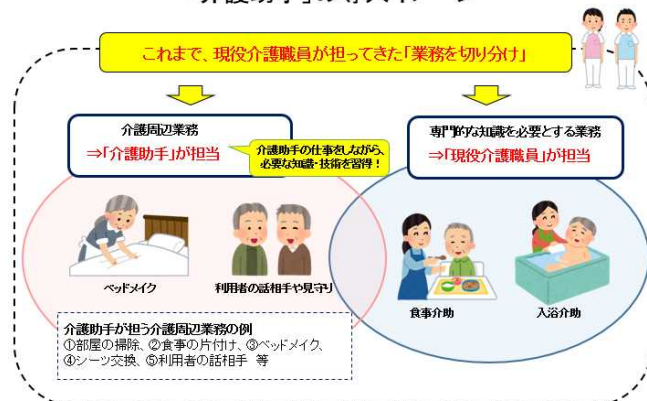 「介護助手」の
これまで、現役介護職員が担ってきた「業務を切り分け」
介護周辺業務
⇒「介護助手」が担当
介護助手の仕事をしながら、
必要な知識・技術を習得！
専門的な知識を必要とする業務
⇒「現役介護職員」が担当
ベッドメイク
利用者の話相手や見守り
食事介助
入浴介助
介護助手が担う介護周辺業務の例
①部屋の掃除、②食事の片付け、③ベッドメイク、
④シーツ交換、⑤利用者の話相手 等